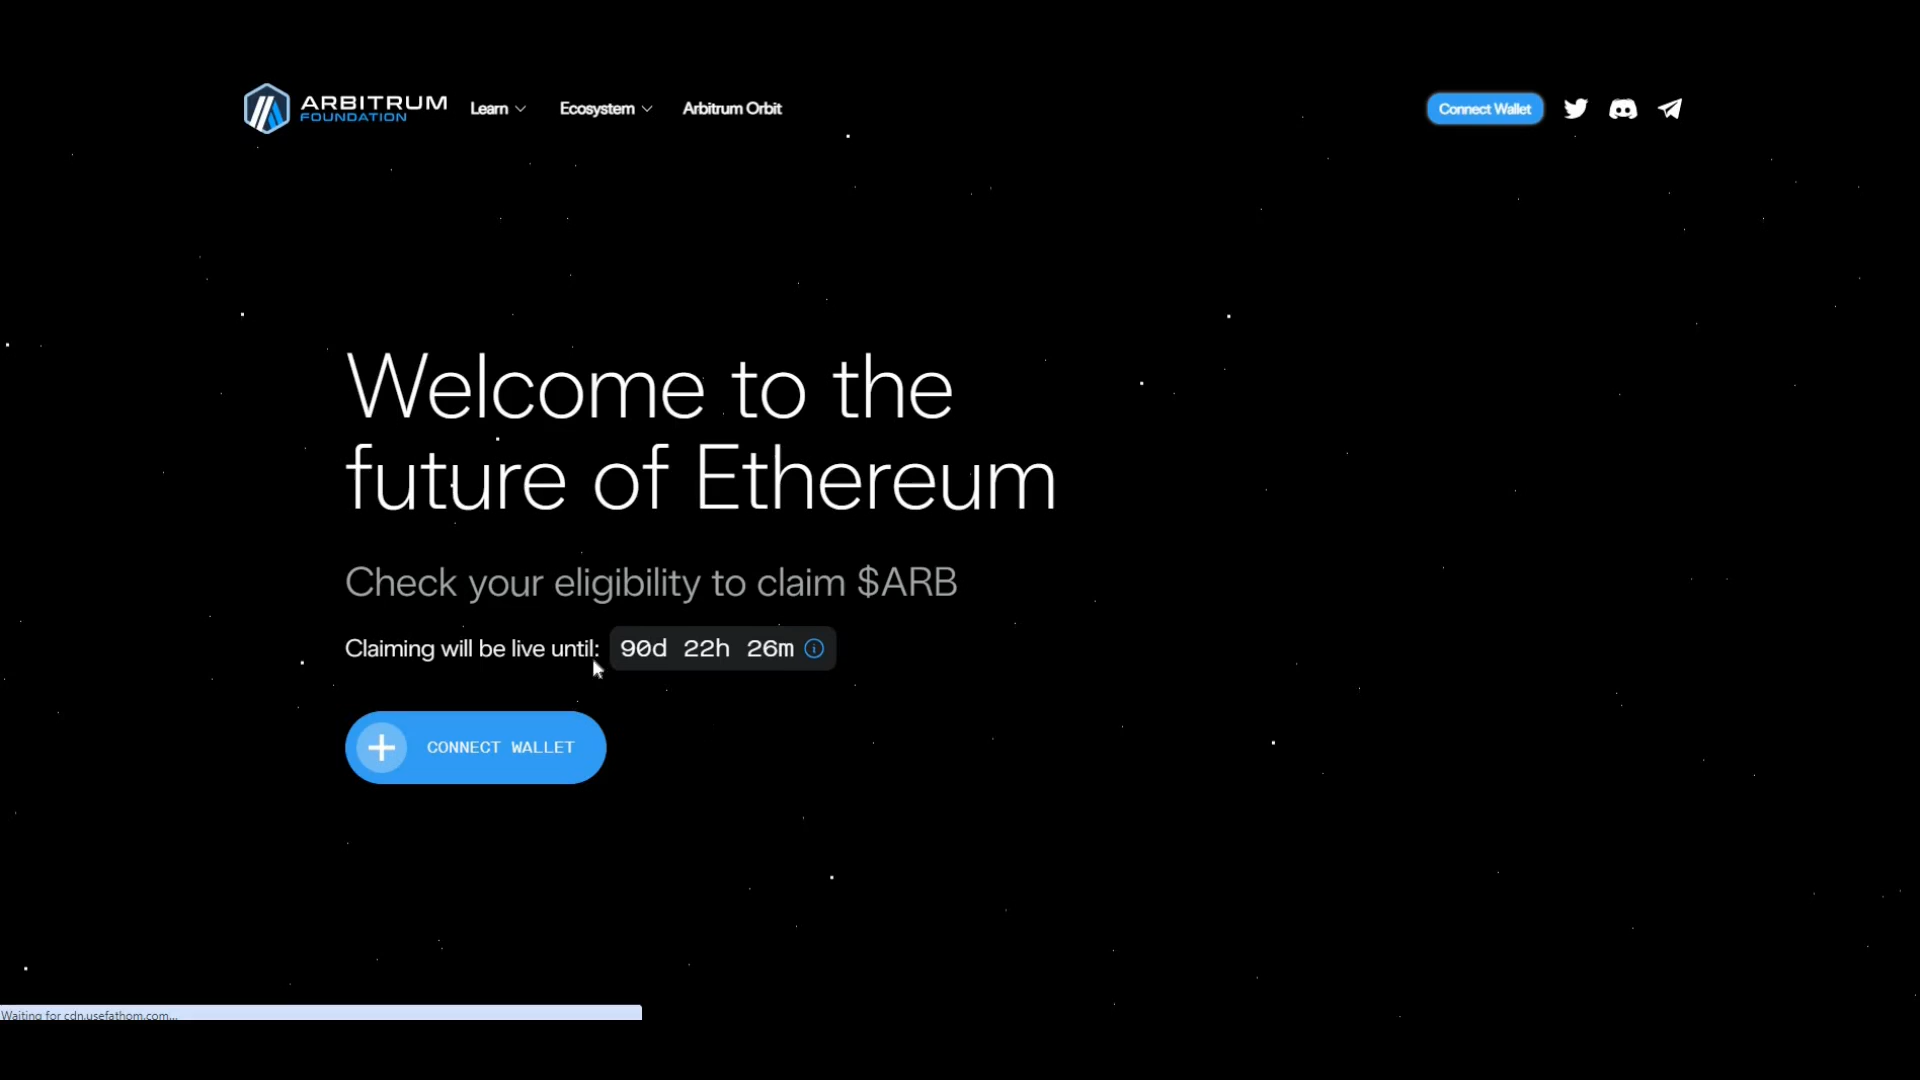 ARBITRUM
FOUNDATION
Learn
Ecosystem
Arbitrum Orbit
Connect Wallet
Welcome to the
future of Ethereum
Check your eligibility to claim $ARB
Claiming will be live until: 90d 22h 26m
CONNECT WALLET
Waiting for cdn.usefathom.com...